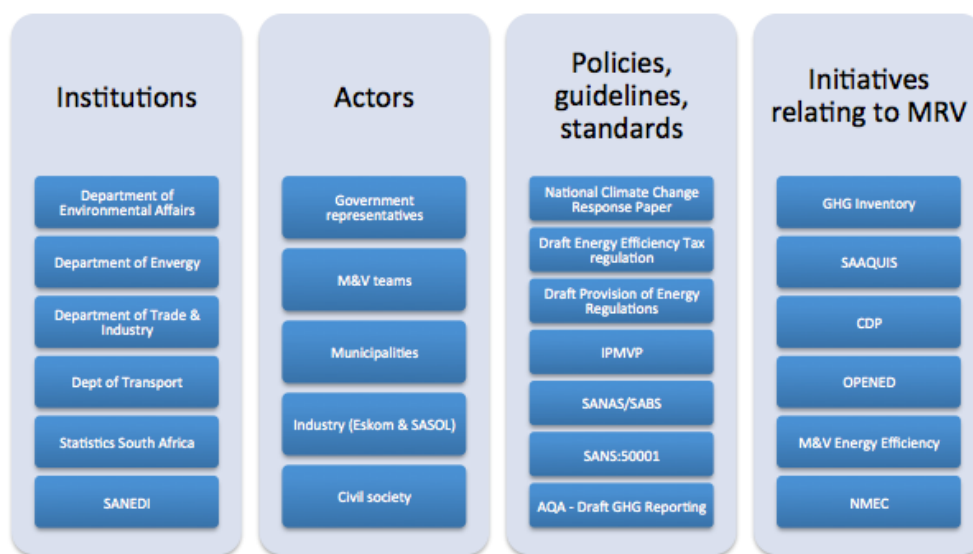 Institutions
Department of
Environmental Affairs
Department of Envergy
Department of Trade &
Industry
Dept of Transport
Statistics South Africa
SANEDI
Actors
Government
representatives
M&V teams
Municipalities
Industry (Eskom & SASOL)
Civil society
Policies,
guidelines,
standards
National Climate Change
Response Paper
Draft Energy Efficiency Tax
regulation
Draft Provision of Energy
Regulations
IPMVP
SANAS/SABS
SANS:50001
AQA - Draft GHG Reporting
Initiatives
relating to MRV
GHG Inventory
SAAQUIS
CDP
OPENED
M&V Energy Efficiency
NMEC